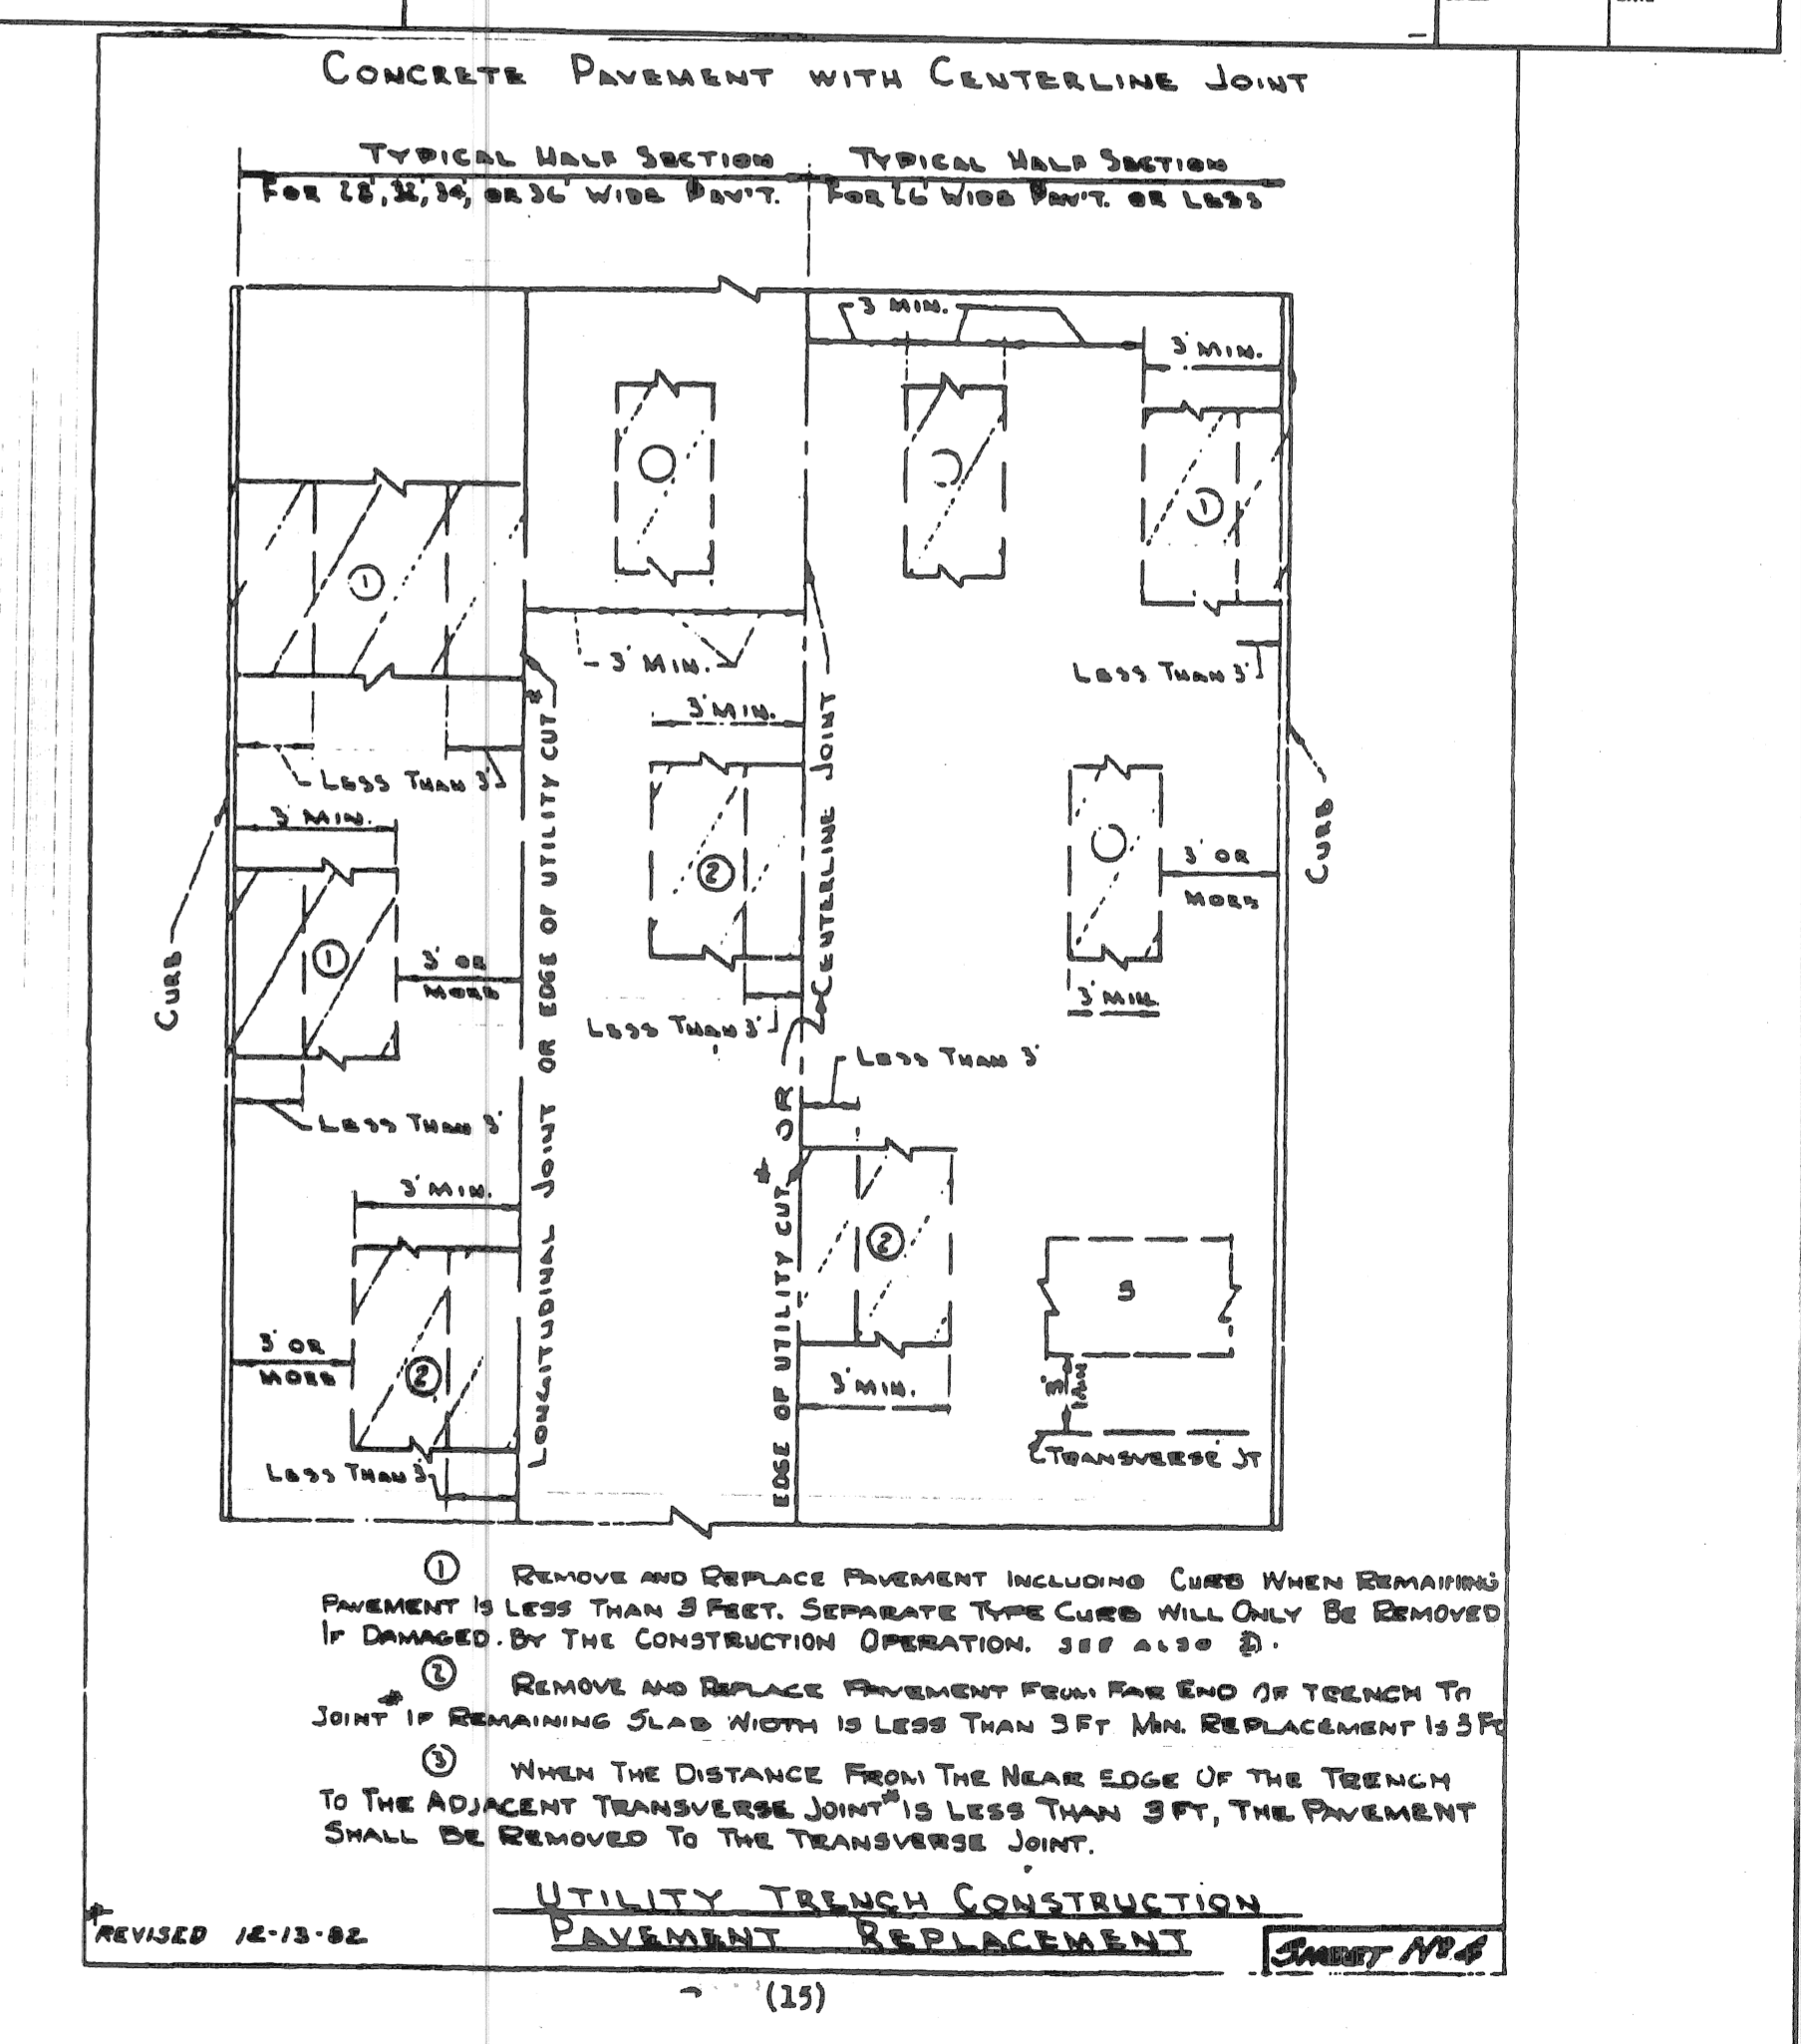 CONCRETE PAVEMENT WITH CENTERLINE JOINT
TYPICAL HALF SECTION
FOR 28', 32', 34', OR 36' WIDE PAV'T.
TYPICAL HALF SECTION
FOR 26' WIDE PAV'T. OR LESS
3' MIN.
3' MIN.
1
1
3' MIN.
LESS THAN 3'
LESS THAN 3'
3' MIN.
3' MIN.
2
3' OR
MORE
CURB
CURB
1
3' OR
MORE
LESS THAN 3'
3' MIN.
LESS THAN 3'
LESS THAN 3'
LONGITUDINAL JOINT OR EDGE OF UTILITY CUT*
CENTERLINE JOINT
EDGE OF UTILITY CUT* OR
3' MIN.
2
3' MIN.
3' OR
MORE
2
LESS THAN 3'
3
3'
TRANSVERSE JT
1 REMOVE AND REPLACE PAVEMENT INCLUDING CURB WHEN REMAINING
PAVEMENT IS LESS THAN 3 FEET. SEPARATE TYPE CURB WILL ONLY BE REMOVED
IF DAMAGED. BY THE CONSTRUCTION OPERATION. SEE ALSO 2.
2 REMOVE AND REPLACE PAVEMENT FROM FAR END OF TRENCH TO
JOINT* IF REMAINING SLAB WIDTH IS LESS THAN 3 FT MIN. REPLACEMENT IS 3 FT
3 WHEN THE DISTANCE FROM THE NEAR EDGE OF THE TRENCH
TO THE ADJACENT TRANSVERSE JOINT* IS LESS THAN 3 FT, THE PAVEMENT
SHALL BE REMOVED TO THE TRANSVERSE JOINT.
UTILITY TRENCH CONSTRUCTION
PAVEMENT REPLACEMENT
*REVISED 12-13-82
SHEET NO. 4
(15)